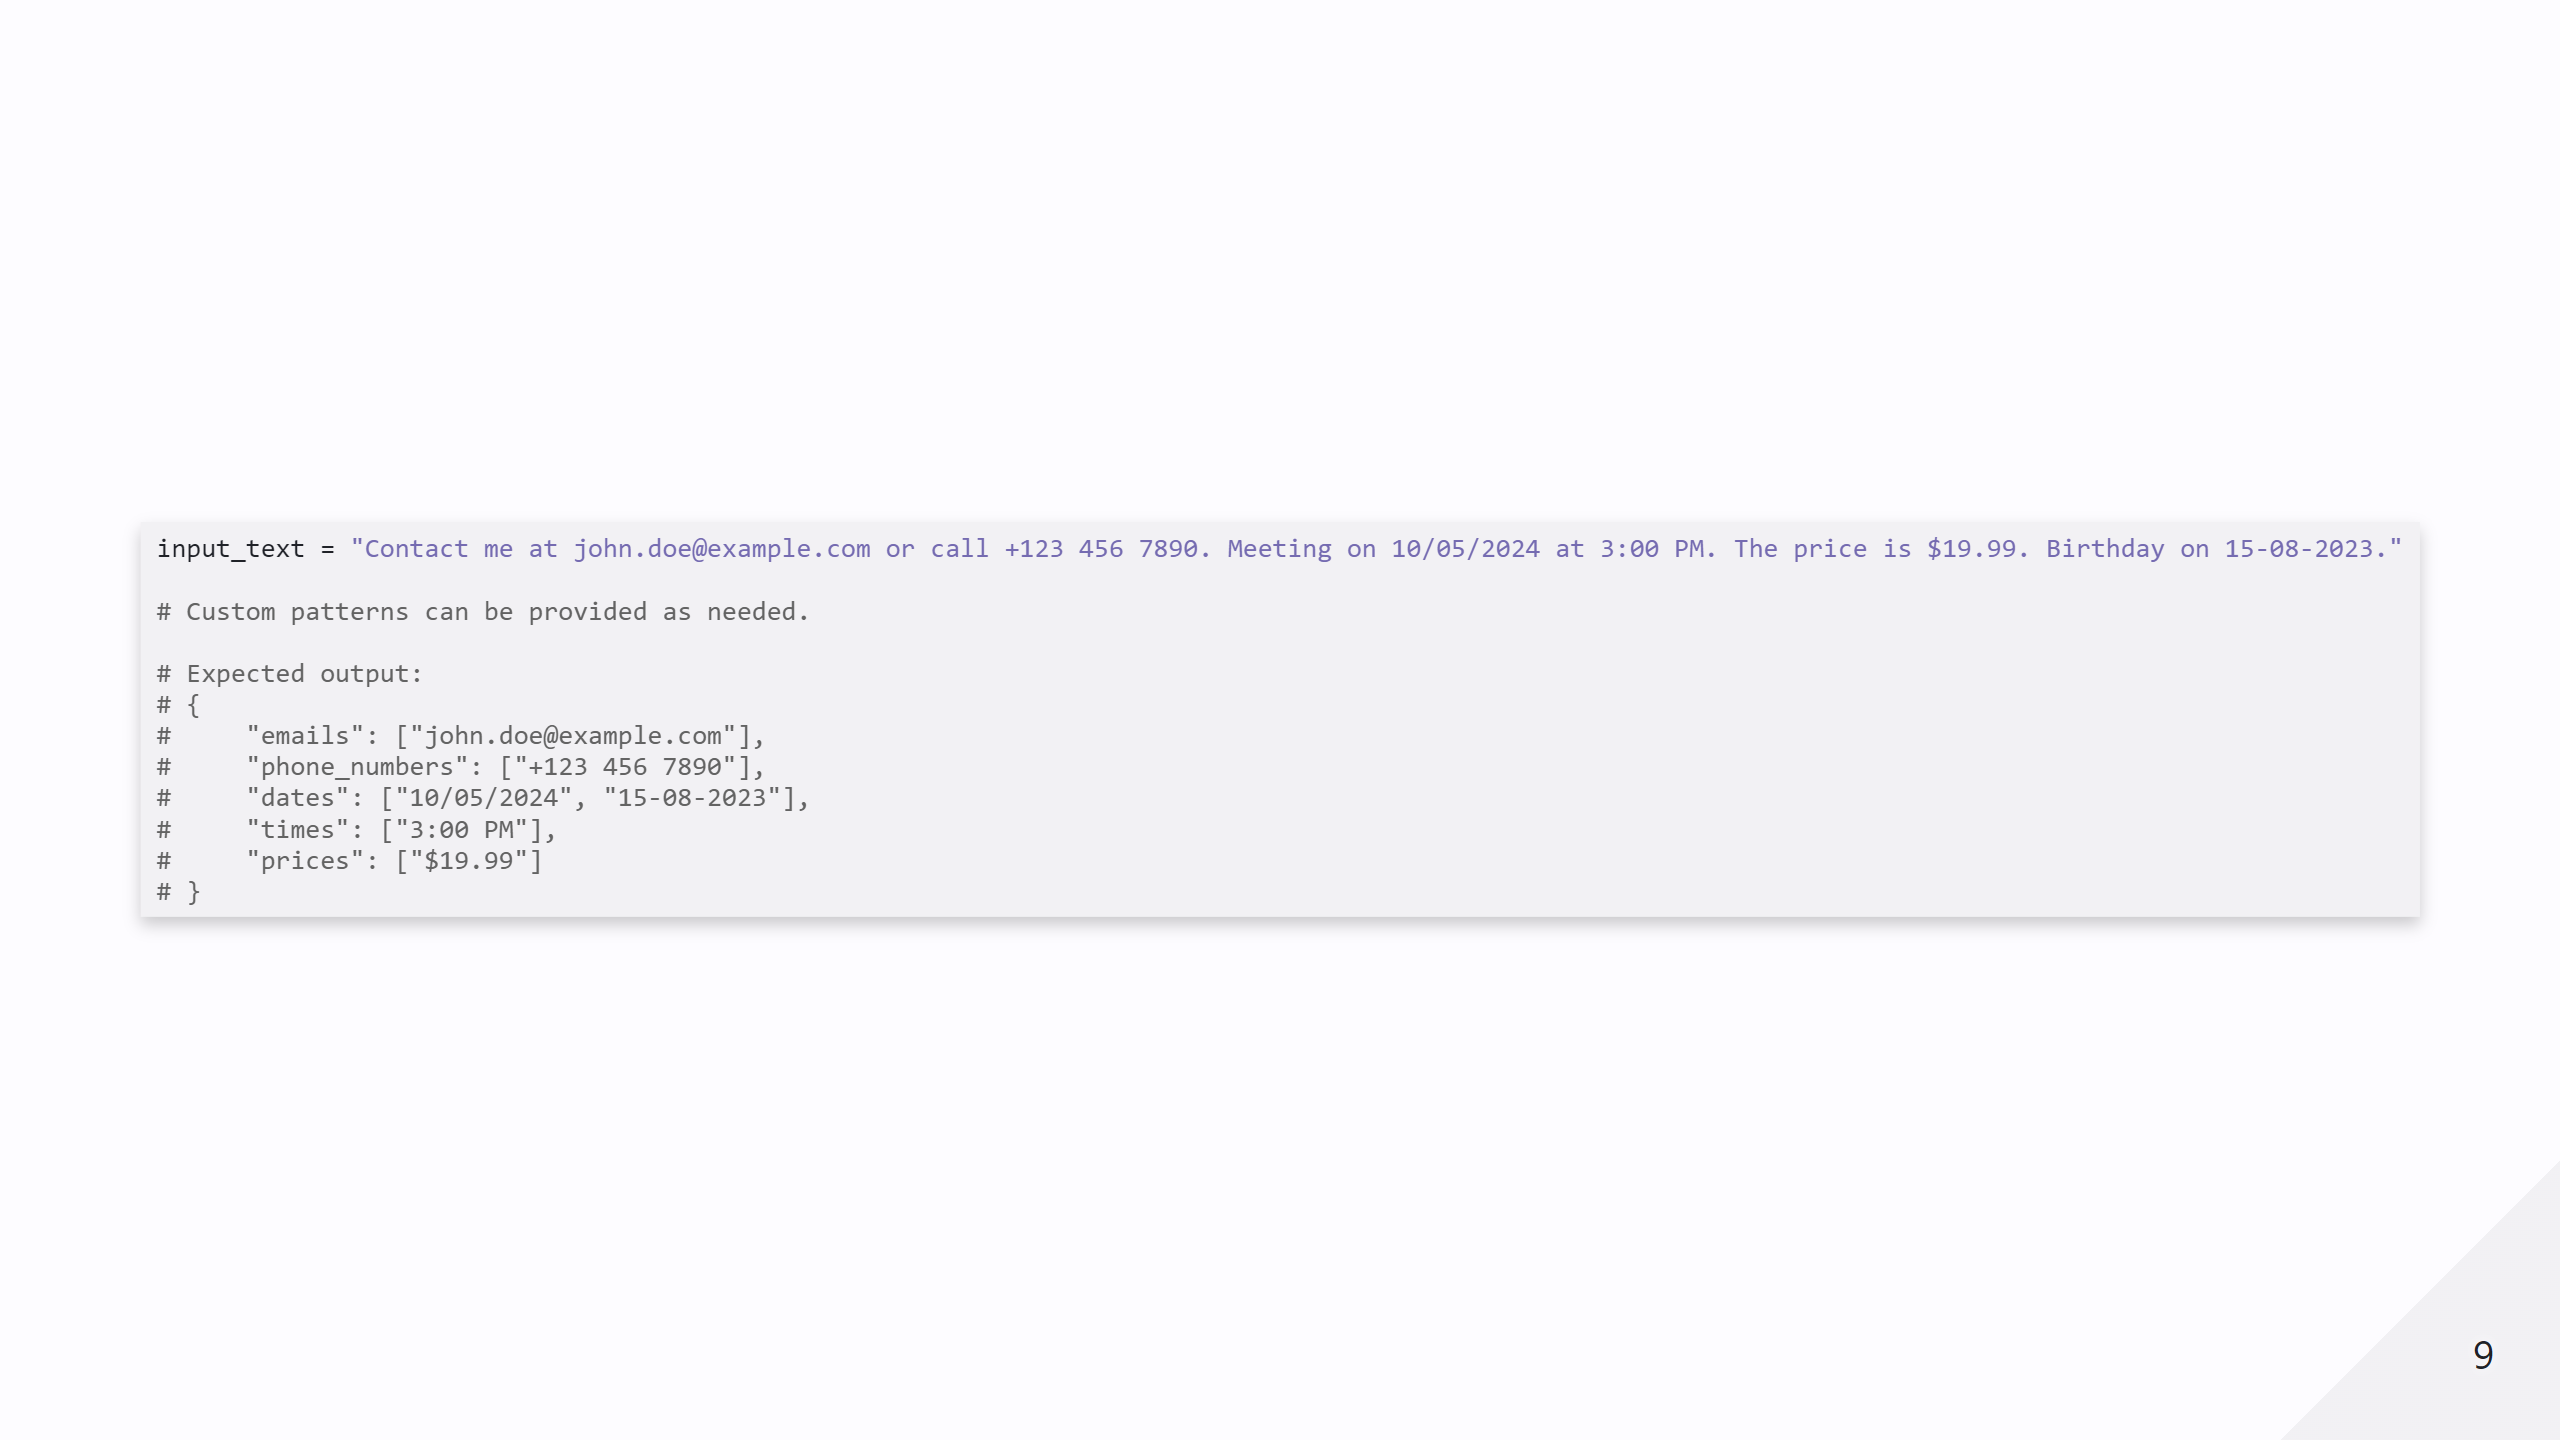 input_text = "Contact me at john.doe@example.com or call +123 456 7890. Meeting on 10/05/2024 at 3:00 PM. The price is $19.99. Birthday on 15-08-2023."
# Custom patterns can be provided as needed.
# Expected output:
# {
#     "emails": ["john.doe@example.com"],
#     "phone_numbers": ["+123 456 7890"],
#     "dates": ["10/05/2024", "15-08-2023"],
#     "times": ["3:00 PM"],
#     "prices": ["$19.99"]
# }
9